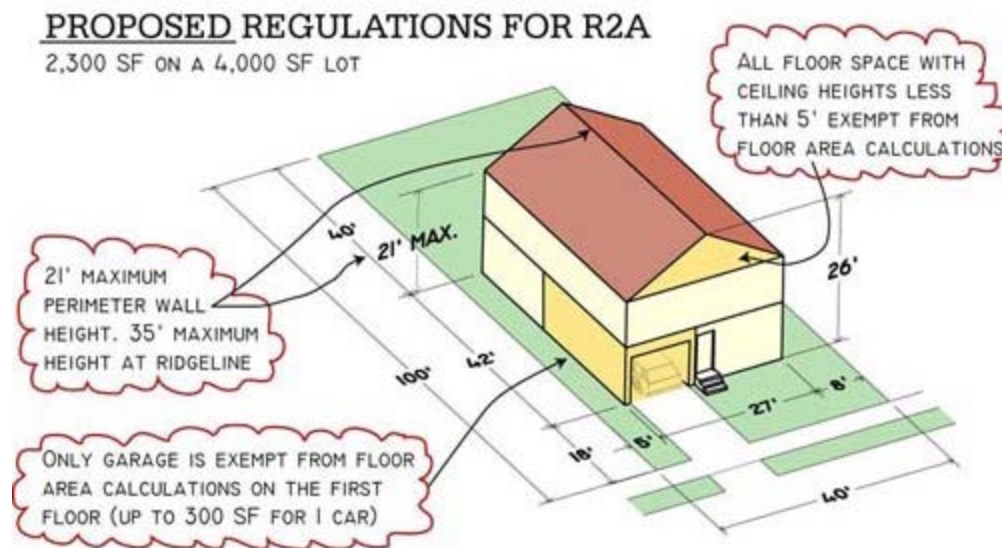 PROPOSED REGULATIONS FOR R2A
2,300 SF ON A 4,000 SF LOT
ALL FLOOR SPACE WITH
CEILING HEIGHTS LESS
THAN 5' EXEMPT FROM
FLOOR AREA CALCULATIONS
40'
21' MAX.
26'
21' MAXIMUM
PERIMETER WALL
HEIGHT. 35' MAXIMUM
HEIGHT AT RIDGELINE
100'
42'
8'
27'
5'
18'
40'
ONLY GARAGE IS EXEMPT FROM FLOOR
AREA CALCULATIONS ON THE FIRST
FLOOR (UP TO 300 SF FOR 1 CAR)